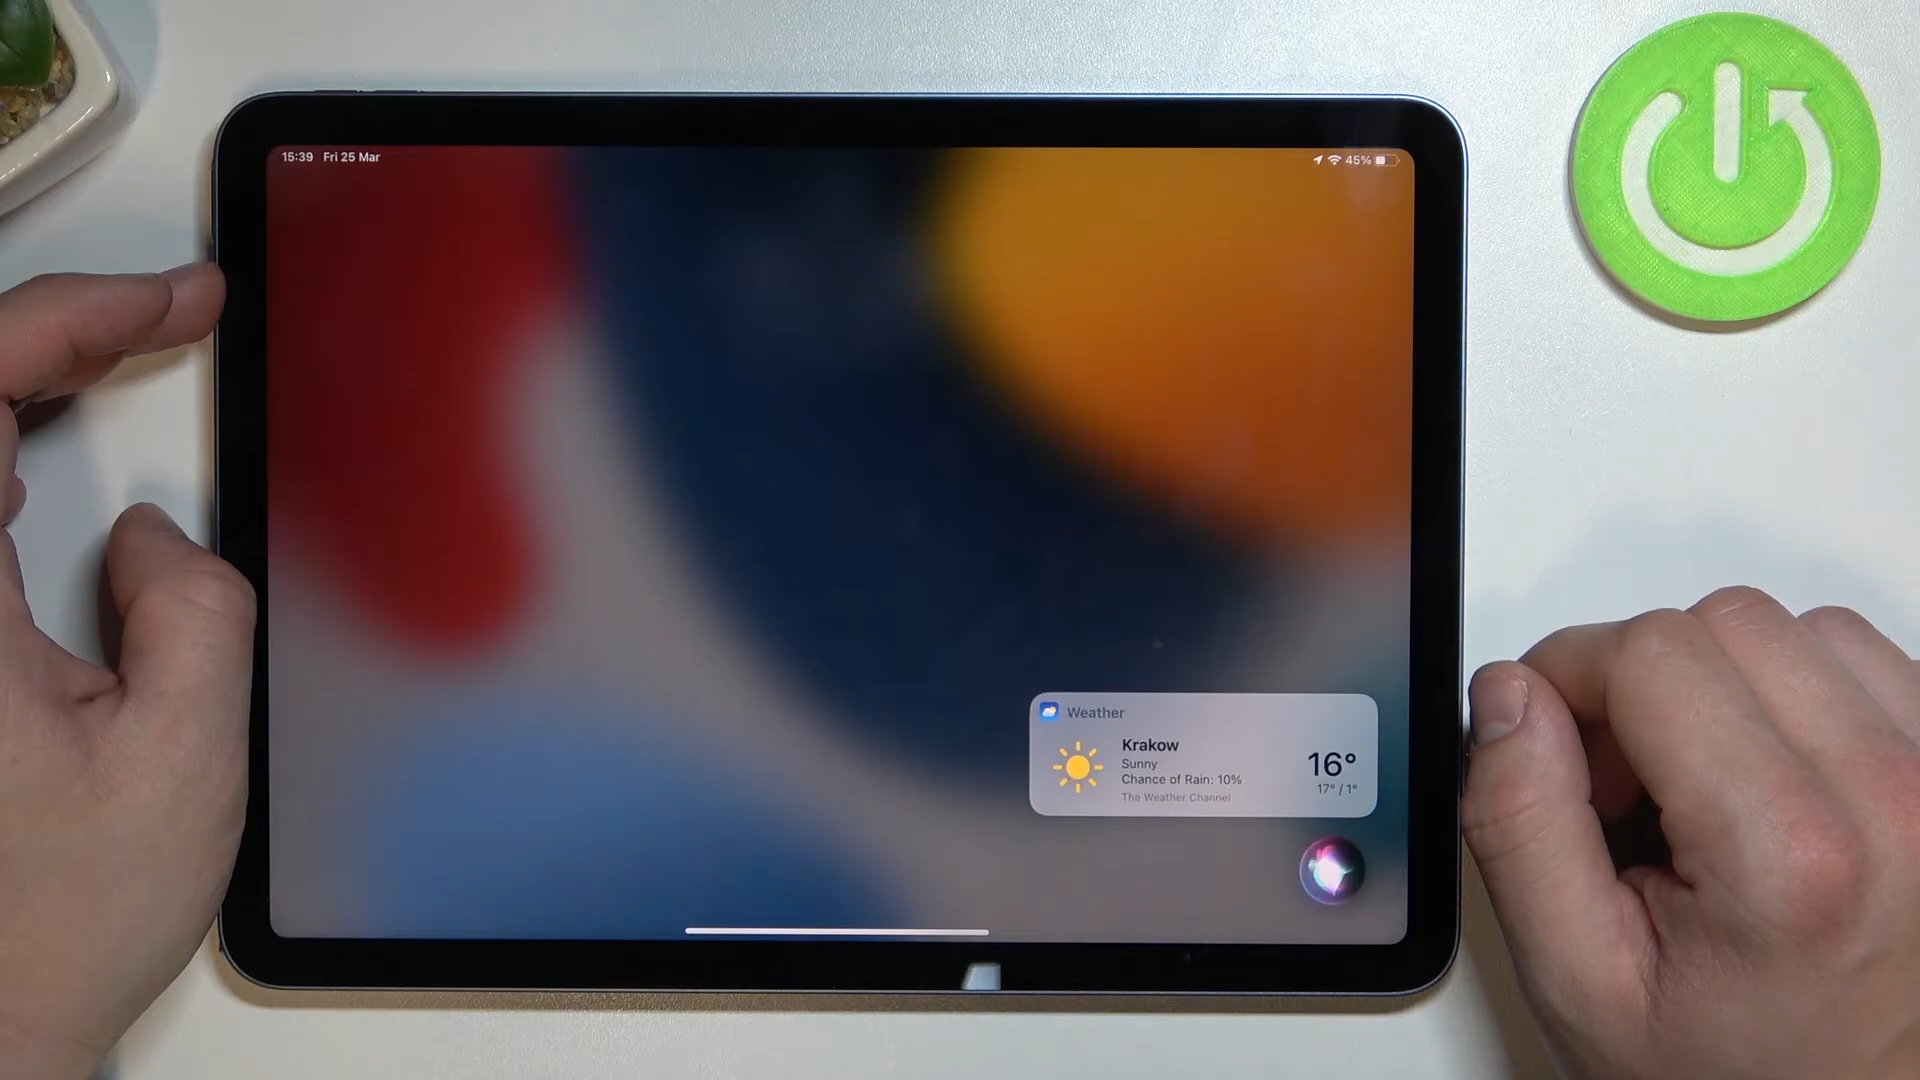 15:39 Fri 25 Mar
45%
Weather
Krakow
Sunny
Chance of Rain: 10%
The Weather Channel
16°
17° / 1°